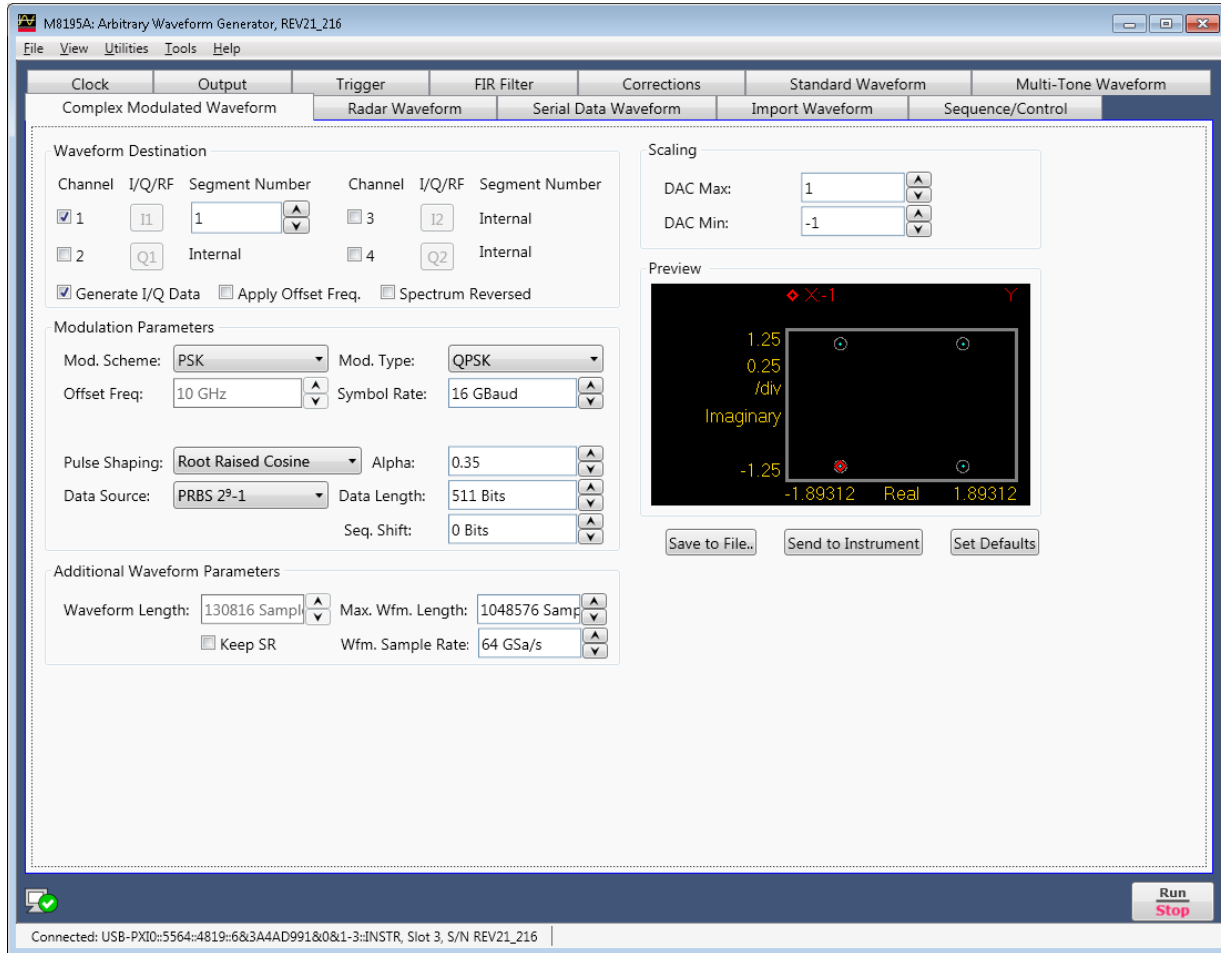 M8195A: Arbitrary Waveform Generator, REV21_216
File View Utilities Tools Help
Clock Output Trigger FIR Filter Corrections Standard Waveform Multi-Tone Waveform
Complex Modulated Waveform Radar Waveform Serial Data Waveform Import Waveform Sequence/Control
Waveform Destination
Channel I/Q/RF Segment Number Channel I/Q/RF Segment Number
1 I1 1 3 I2 Internal
2 Q1 Internal 4 Q2 Internal
Generate I/Q Data Apply Offset Freq. Spectrum Reversed
Scaling
DAC Max: 1
DAC Min: -1
Preview
X:-1 Y
1.25
0.25
/div
Imaginary
-1.25
-1.89312 Real 1.89312
Save to File.. Send to Instrument Set Defaults
Modulation Parameters
Mod. Scheme: PSK Mod. Type: QPSK
Offset Freq: 10 GHz Symbol Rate: 16 GBaud
Pulse Shaping: Root Raised Cosine Alpha: 0.35
Data Source: PRBS 2⁹-1 Data Length: 511 Bits
Seq. Shift: 0 Bits
Additional Waveform Parameters
Waveform Length: 130816 Sampl Max. Wfm. Length: 1048576 Samp
Keep SR Wfm. Sample Rate: 64 GSa/s
Run
Stop
Connected: USB-PXI0::5564::4819::6&3A4AD991&0&1-3::INSTR, Slot 3, S/N REV21_216